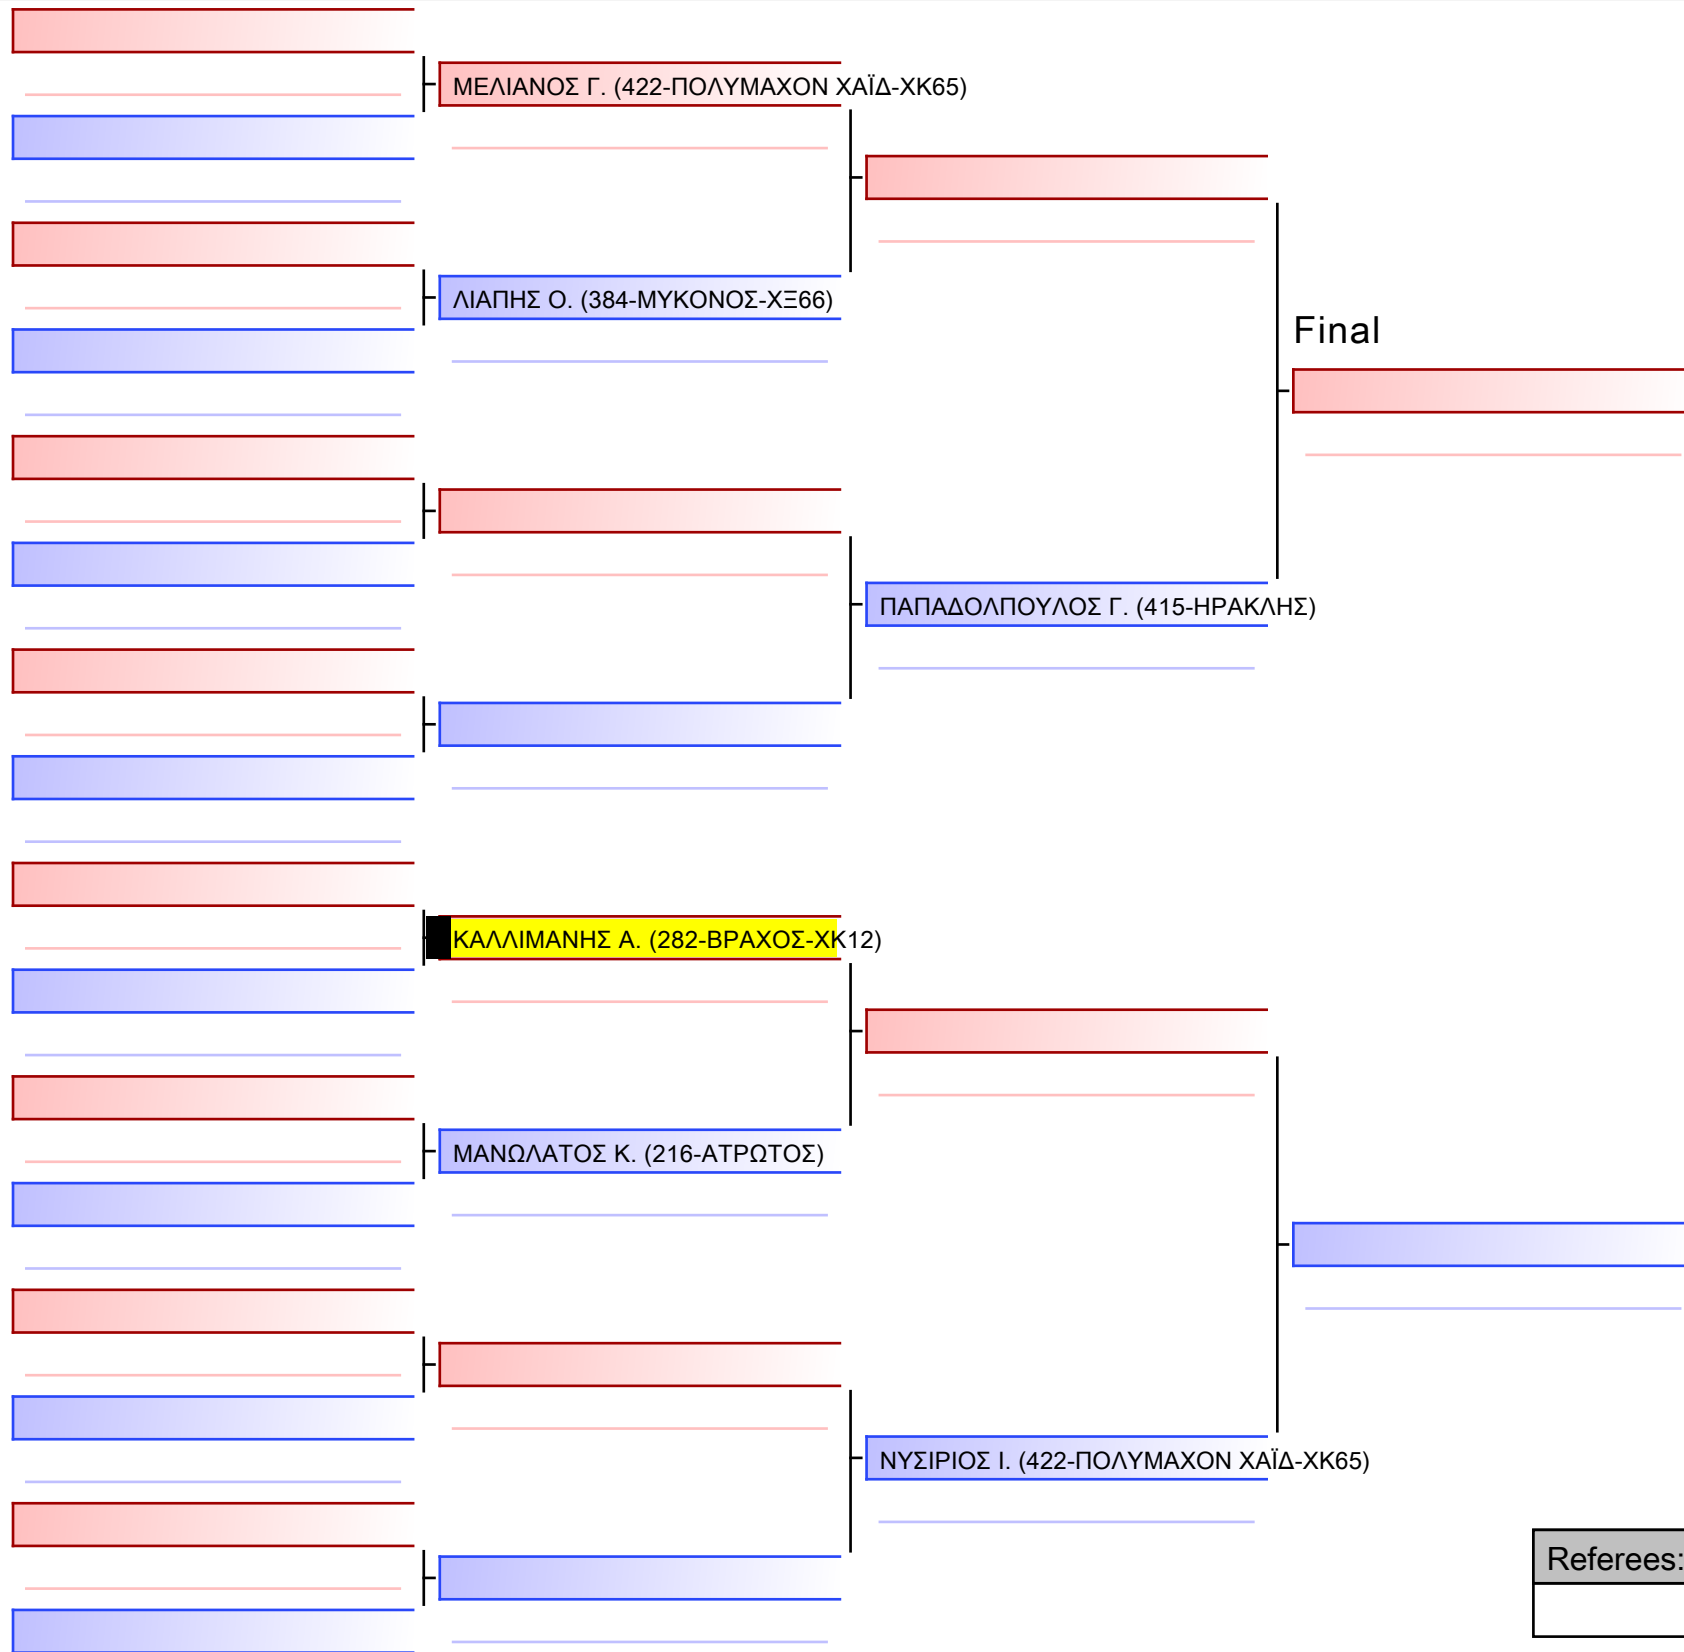 ΜΕΛΙΑΝΟΣ Γ. (422-ΠΟΛΥΜΑΧΟΝ ΧΑΪΔ-ΧΚ65)
ΛΙΑΠΗΣ Ο. (384-ΜΥΚΟΝΟΣ-ΧΞ66)
Final
ΠΑΠΑΔΟΛΠΟΥΛΟΣ Γ. (415-ΗΡΑΚΛΗΣ)
ΚΑΛΛΙΜΑΝΗΣ Α. (282-ΒΡΑΧΟΣ-ΧΚ12)
ΜΑΝΩΛΑΤΟΣ Κ. (216-ΑΤΡΩΤΟΣ)
ΝΥΣΙΡΙΟΣ Ι. (422-ΠΟΛΥΜΑΧΟΝ ΧΑΪΔ-ΧΚ65)
Referees: